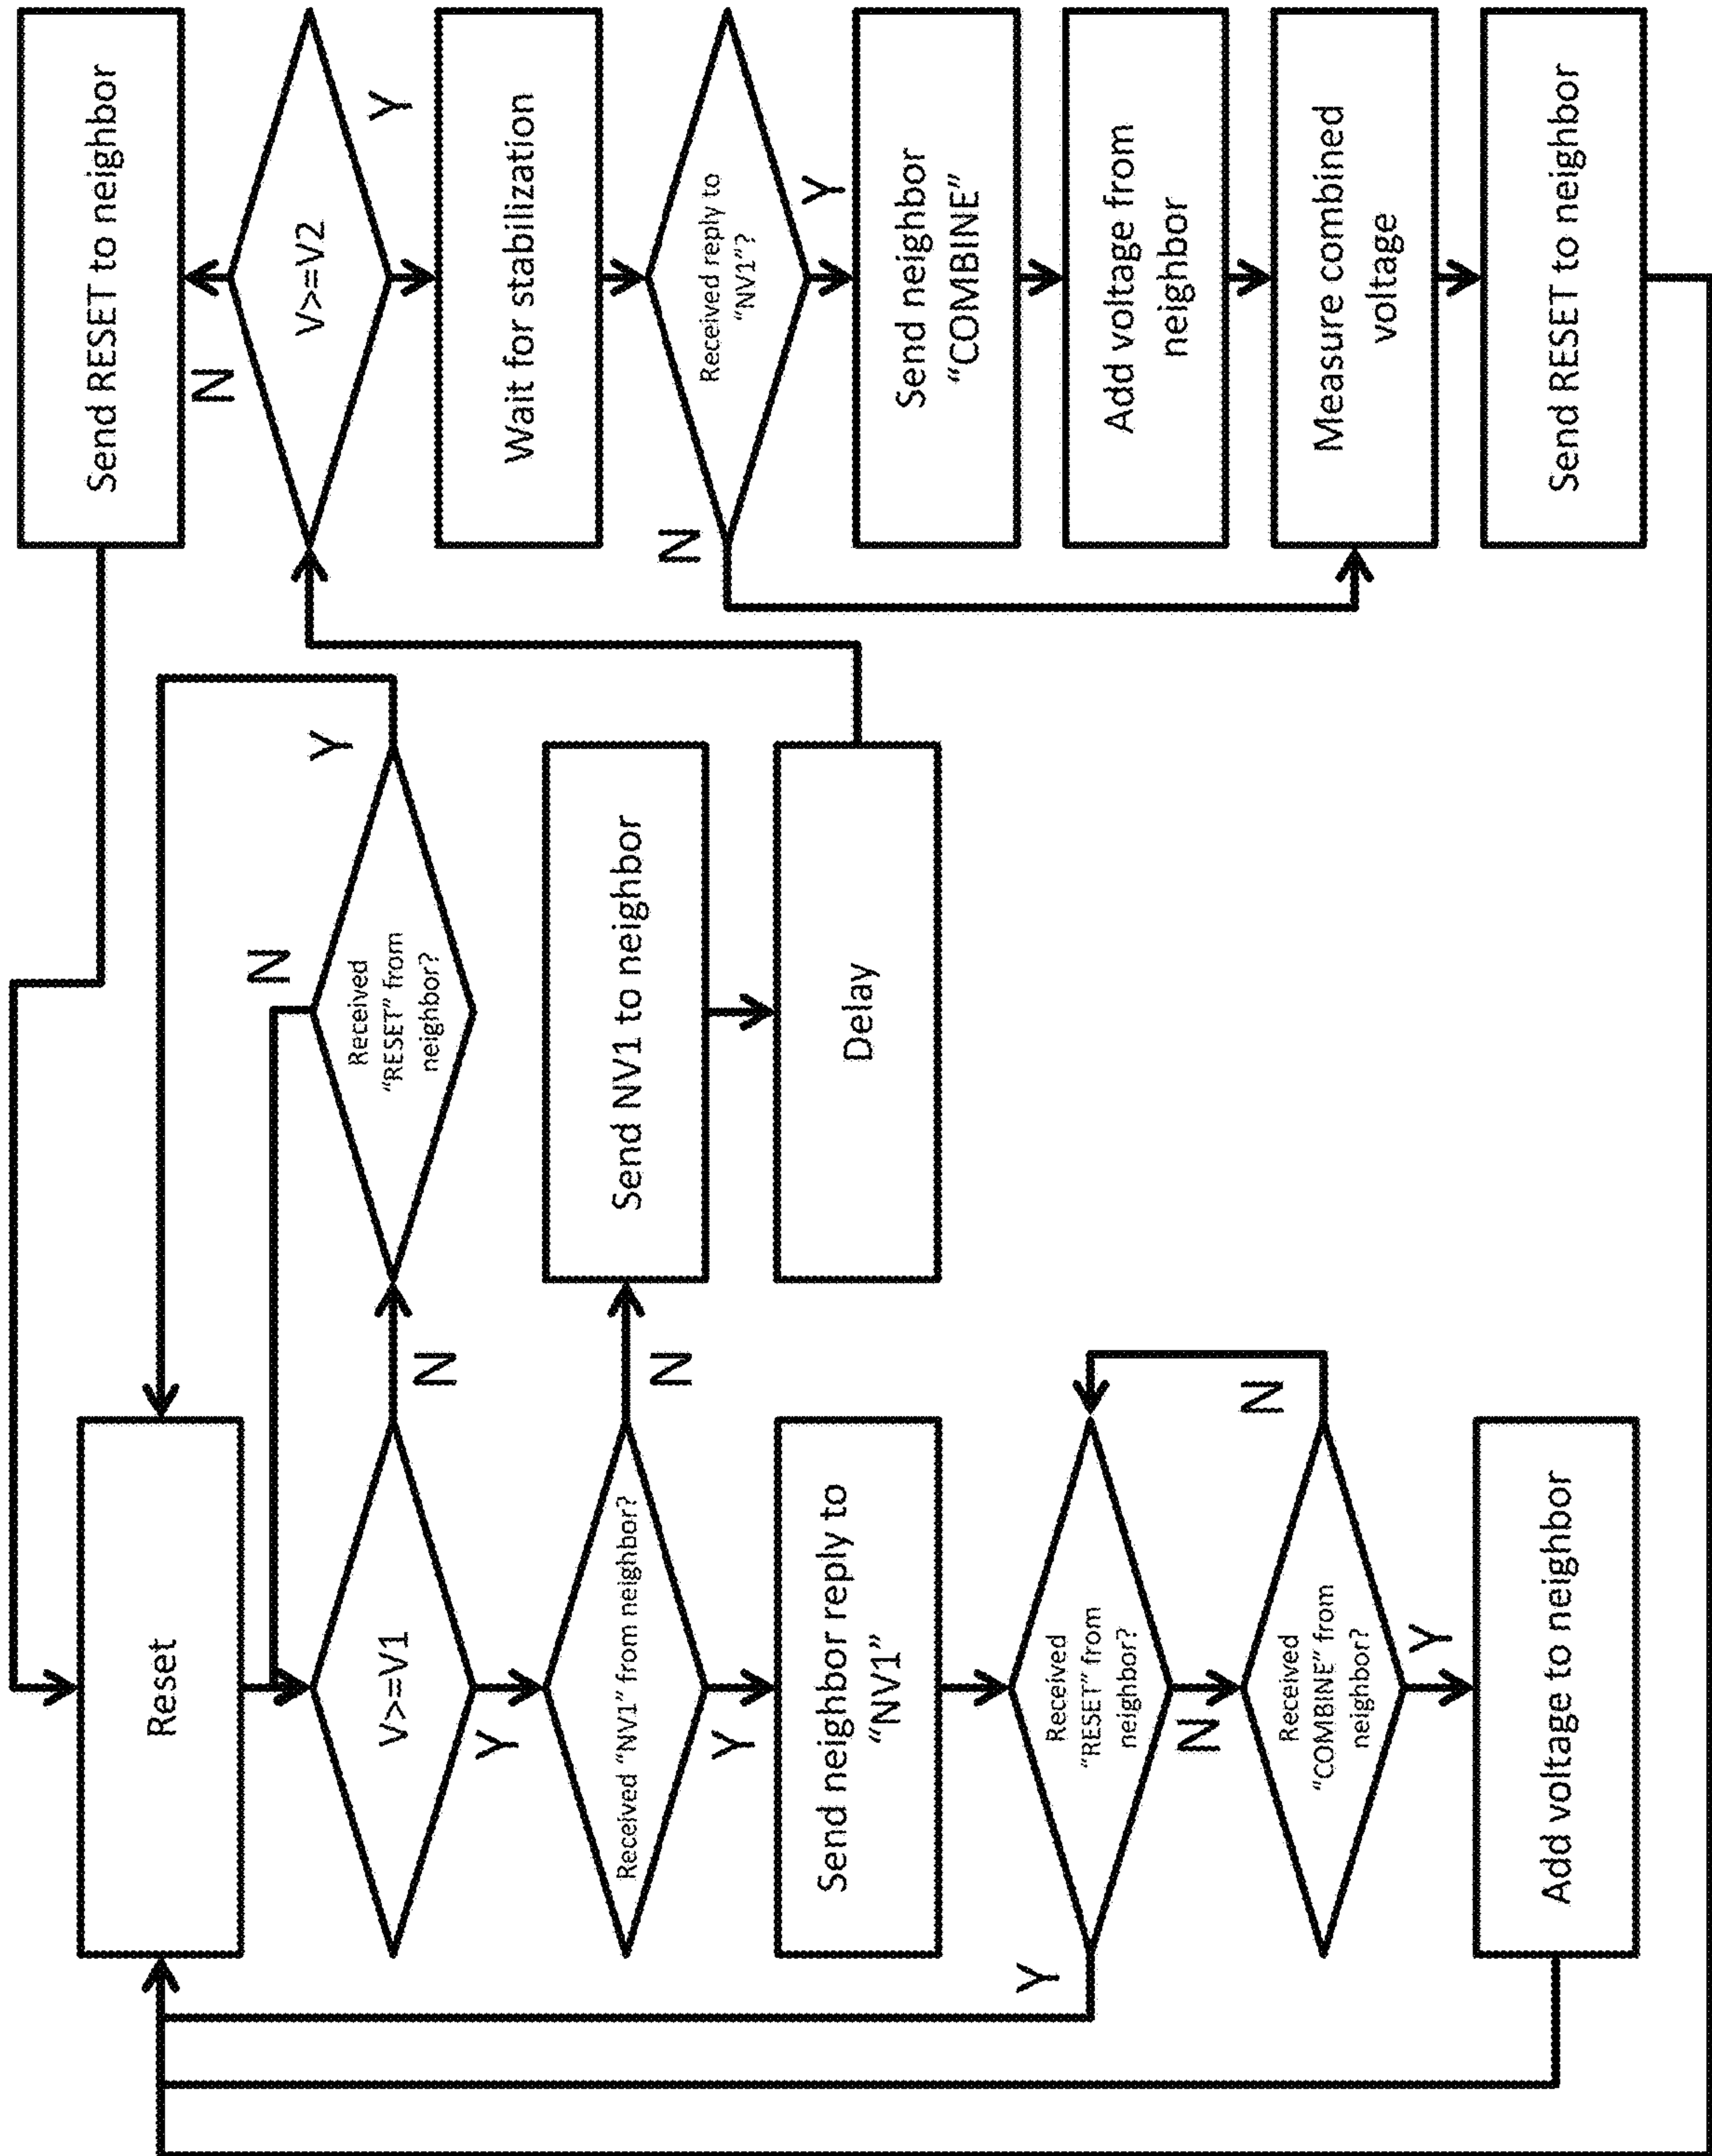 Reset
V>=V1
N
Y
Received "NV1" from neighbor?
N
Y
Send neighbor reply to
"NV1"
Received
"RESET" from
neighbor?
Y
N
Received
"COMBINE" from
neighbor?
N
Y
Add voltage to neighbor
Received
"RESET" from
neighbor?
N
Y
Send NV1 to neighbor
Delay
Send RESET to neighbor
N
V>=V2
Y
Wait for stabilization
Received reply to
"NV1"?
N
Y
Send neighbor
"COMBINE"
Add voltage from
neighbor
Measure combined
voltage
Send RESET to neighbor